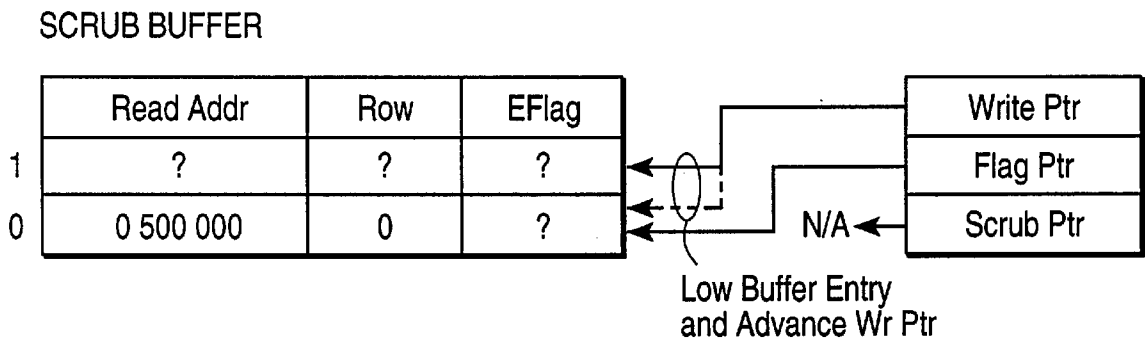 SCRUB BUFFER
Read Addr Row EFlag Write Ptr
1 ? ? ? Flag Ptr
0 0 500 000 0 ? N/A Scrub Ptr
Low Buffer Entry
and Advance Wr Ptr